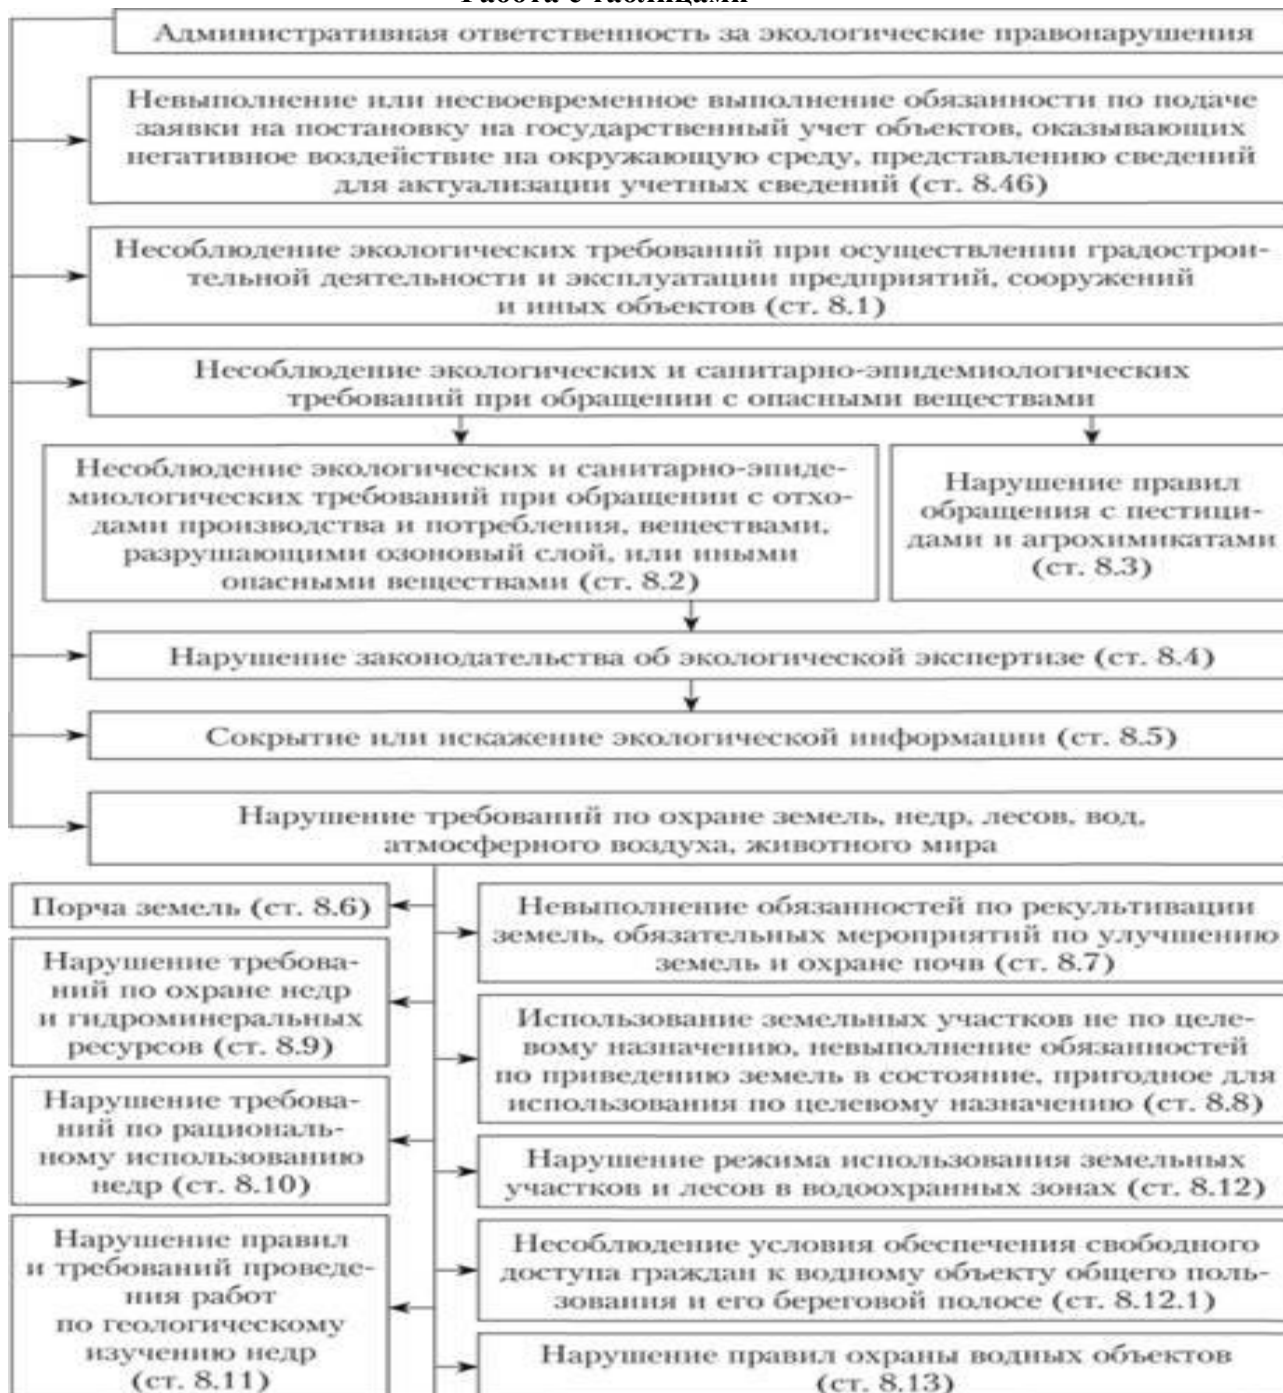 Работа с таблицами
Административная ответственность за экологические правонарушения
Невыполнение или несвоевременное выполнение обязанности по подаче
заявки на постановку на государственный учет объектов, оказывающих
негативное воздействие на окружающую среду, представлению сведений
для актуализации учетных сведений (ст. 8.46)
Несоблюдение экологических требований при осуществлении градострои-
тельной деятельности и эксплуатации предприятий, сооружений
и иных объектов (ст. 8.1)
Несоблюдение экологических и санитарно-эпидемиологических
требований при обращении с опасными веществами
Несоблюдение экологических и санитарно-эпиде-
миологических требований при обращении с отхо-
дами производства и потребления, веществами,
разрушающими озоновый слой, или иными
опасными веществами (ст. 8.2)
Нарушение правил
обращения с пестици-
дами и агрохимикатами
(ст. 8.3)
Нарушение законодательства об экологической экспертизе (ст. 8.4)
Сокрытие или искажение экологической информации (ст. 8.5)
Нарушение требований по охране земель, недр, лесов, вод,
атмосферного воздуха, животного мира
Порча земель (ст. 8.6)
Нарушение требова-
ний по охране недр
и гидроминеральных
ресурсов (ст. 8.9)
Нарушение требова-
ний по рациональ-
ному использованию
недр (ст. 8.10)
Нарушение правил
и требований проведе-
ния работ
по геологическому
изучению недр
(ст. 8.11)
Невыполнение обязанностей по рекультивации
земель, обязательных мероприятий по улучшению
земель и охране почв (ст. 8.7)
Использование земельных участков не по целе-
вому назначению, невыполнение обязанностей
по приведению земель в состояние, пригодное для
использования по целевому назначению (ст. 8.8)
Нарушение режима использования земельных
участков и лесов в водоохранных зонах (ст. 8.12)
Несоблюдение условия обеспечения свободного
доступа граждан к водному объекту общего поль-
зования и его береговой полосе (ст. 8.12.1)
Нарушение правил охраны водных объектов
(ст. 8.13)